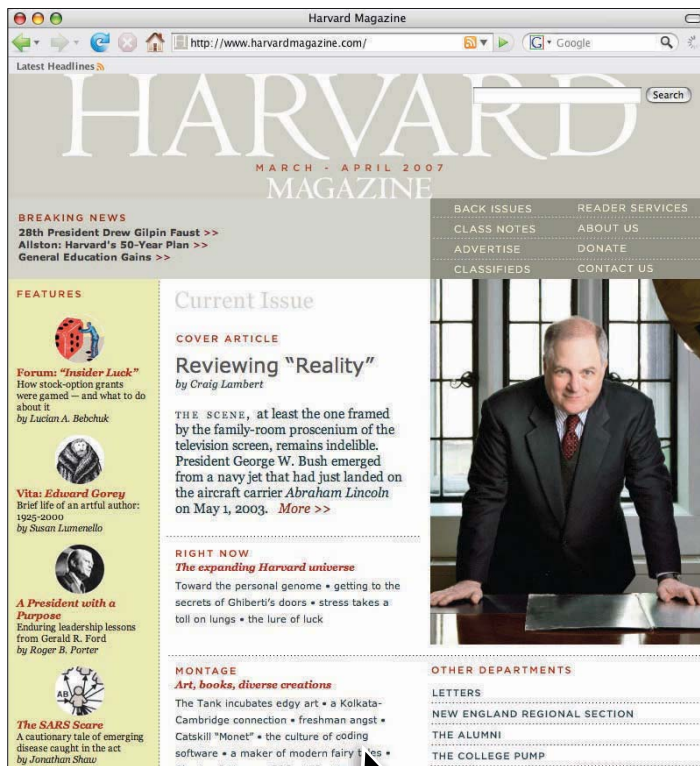 Harvard Magazine
http://www.harvardmagazine.com/
G Google
Latest Headlines
Search
HARVARD
MARCH - APRIL 2007
MAGAZINE
BREAKING NEWS
28th President Drew Gilpin Faust >>
Allston: Harvard's 50-Year Plan >>
General Education Gains >>
BACK ISSUES
CLASS NOTES
ADVERTISE
CLASSIFIEDS
READER SERVICES
ABOUT US
DONATE
CONTACT US
FEATURES
Forum: "Insider Luck"
How stock-option grants
were gamed — and what to do
about it
by Lucian A. Bebchuk
Vita: Edward Gorey
Brief life of an artful author:
1925-2000
by Susan Lumenello
A President with a
Purpose
Enduring leadership lessons
from Gerald R. Ford
by Roger B. Porter
AB
The SARS Scare
A cautionary tale of emerging
disease caught in the act
by Jonathan Shaw
Current Issue
COVER ARTICLE
Reviewing “Reality”
by Craig Lambert
THE SCENE, at least the one framed
by the family-room proscenium of the
television screen, remains indelible.
President George W. Bush emerged
from a navy jet that had just landed on
the aircraft carrier Abraham Lincoln
on May 1, 2003. More >>
RIGHT NOW
The expanding Harvard universe
Toward the personal genome • getting to the
secrets of Ghiberti's doors • stress takes a
toll on lungs • the lure of luck
MONTAGE
Art, books, diverse creations
The Tank incubates edgy art • a Kolkata-
Cambridge connection • freshman angst •
Catskill "Monet" • the culture of coding
software • a maker of modern fairy tales •
OTHER DEPARTMENTS
LETTERS
NEW ENGLAND REGIONAL SECTION
THE ALUMNI
THE COLLEGE PUMP